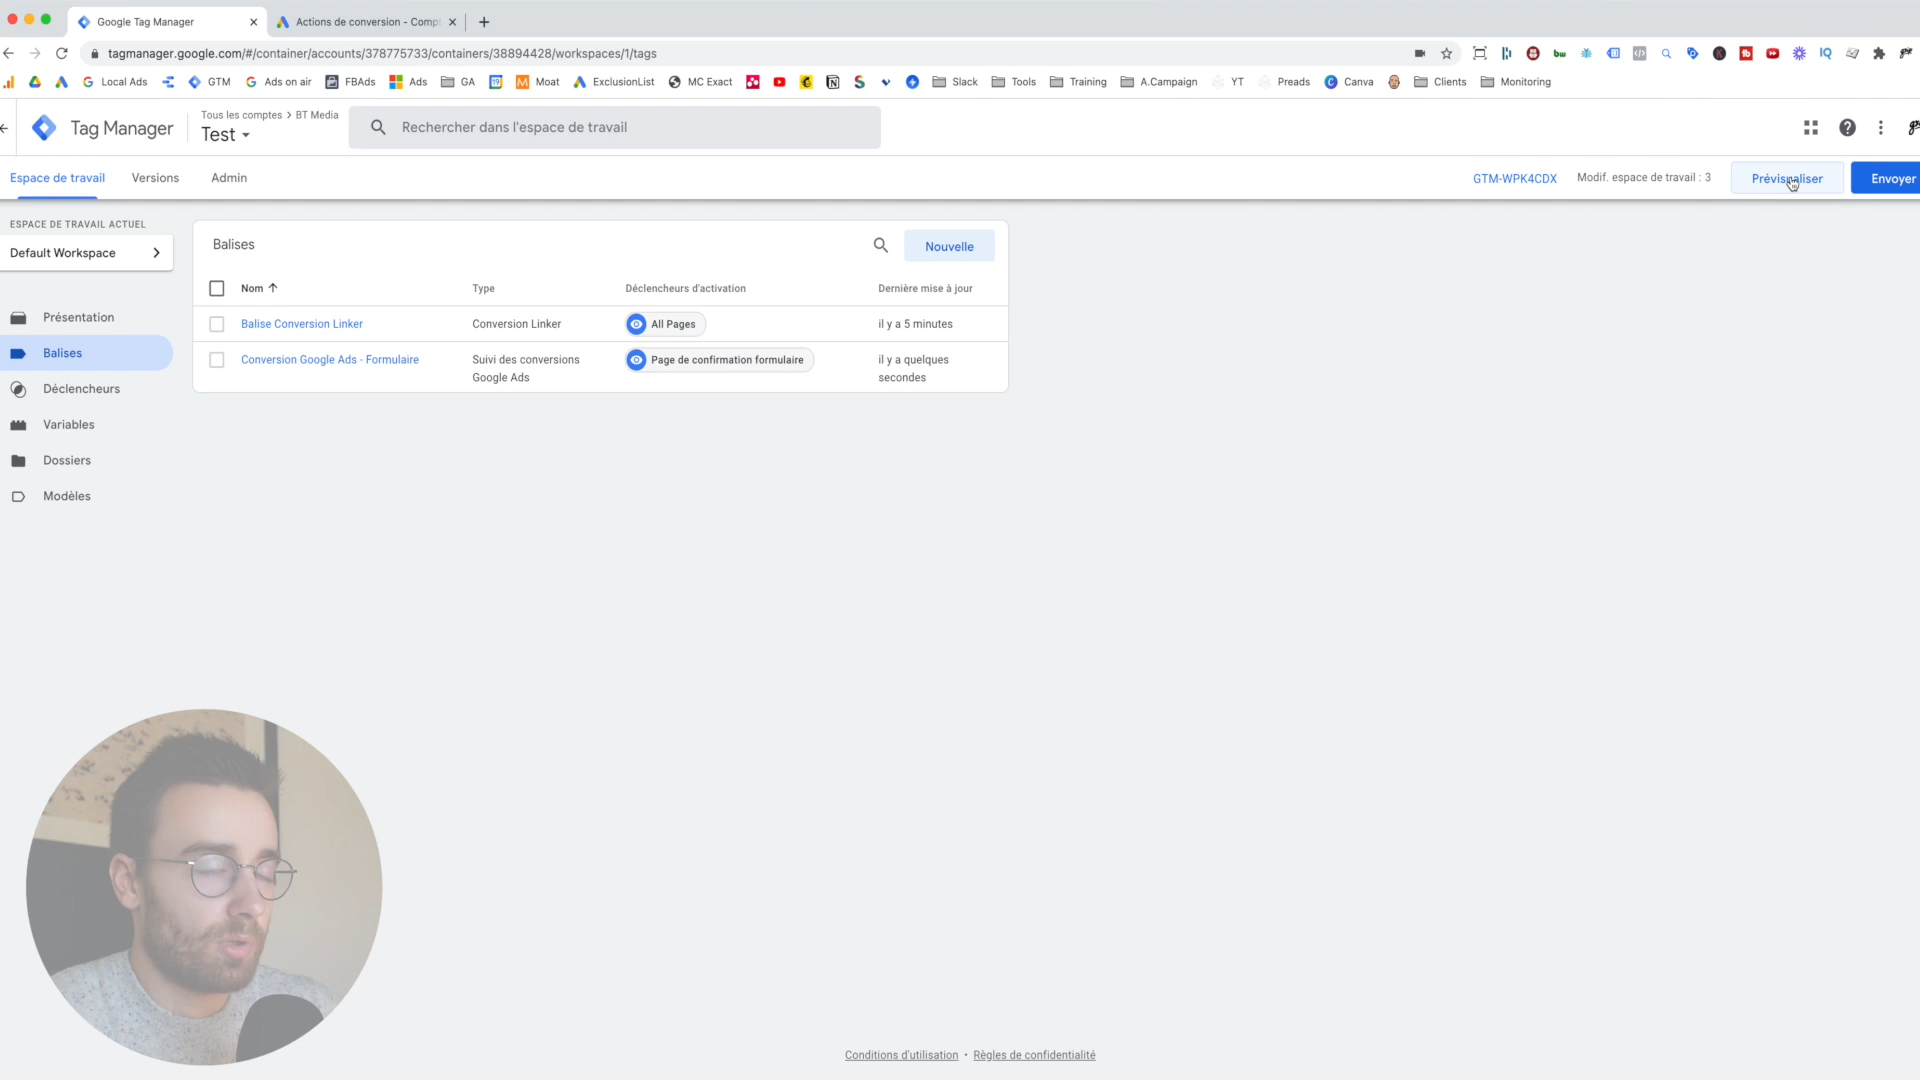 Google Tag Manager
Actions de conversion - Compt
tagmanager.google.com/#/container/accounts/378775733/containers/38894428/workspaces/1/tags
Local Ads GTM Ads on air FBAds Ads GA Moat ExclusionList MC Exact Slack Tools Training A.Campaign YT Preads Canva Clients Monitoring
Tag Manager
Tous les comptes > BT Media
Test
Rechercher dans l'espace de travail
Espace de travail Versions Admin
GTM-WPK4CDX Modif. espace de travail : 3 Prévisualiser Envoyer
ESPACE DE TRAVAIL ACTUEL
Default Workspace
Présentation
Balises
Déclencheurs
Variables
Dossiers
Modèles
Balises
Nouvelle
Nom Type Déclencheurs d'activation Dernière mise à jour
Balise Conversion Linker Conversion Linker All Pages il y a 5 minutes
Conversion Google Ads - Formulaire Suivi des conversions Page de confirmation formulaire il y a quelques
Google Ads secondes
Conditions d'utilisation • Règles de confidentialité